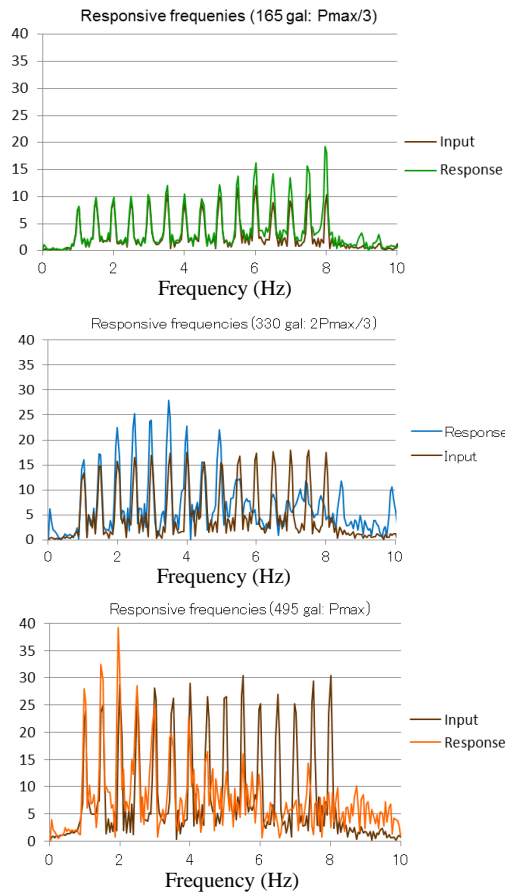 Responsive frequenies (165 gal: Pmax/3)
40
35
30
25
20
15
10
5
0
0 2 4 6 8 10
Input
Response
Frequency (Hz)
Responsive frequencies (330 gal: 2Pmax/3)
40
35
30
25
20
15
10
5
0
0 2 4 6 8 10
Response
Input
Frequency (Hz)
Responsive frequencies (495 gal: Pmax)
40
35
30
25
20
15
10
5
0
0 2 4 6 8 10
Input
Response
Frequency (Hz)